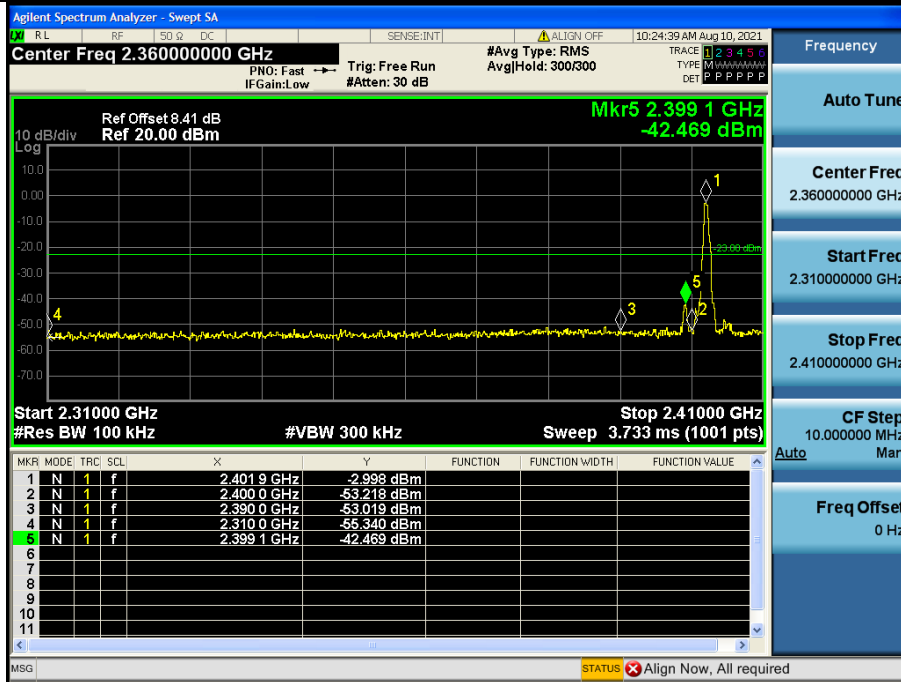 Agilent Spectrum Analyzer - Swept SA
LXI RL RF 50 Ω DC SENSE:INT ALIGN OFF 10:24:39 AM Aug 10, 2021
Center Freq 2.360000000 GHz
PNO: Fast
IFGain:Low
Trig: Free Run
#Atten: 30 dB
#Avg Type: RMS
Avg|Hold: 300/300
TRACE 1 2 3 4 5 6
TYPE MWWWWW
DET P P P P P P
Frequency
Auto Tune
Center Freq
2.360000000 GHz
Start Freq
2.310000000 GHz
Stop Freq
2.410000000 GHz
CF Step
10.000000 MHz
Auto Man
Freq Offset
0 Hz
Mkr5 2.399 1 GHz
-42.469 dBm
Ref Offset 8.41 dB
10 dB/div Ref 20.00 dBm
Log
10.0
0.00
-10.0
-20.0
-30.0
-40.0
-50.0
-60.0
-70.0
-23.00 dBm
1
5
2
3
4
Start 2.31000 GHz Stop 2.41000 GHz
#Res BW 100 kHz #VBW 300 kHz Sweep 3.733 ms (1001 pts)
MKR MODE TRC SCL X Y FUNCTION FUNCTION WIDTH FUNCTION VALUE
1 N 1 f 2.401 9 GHz -2.998 dBm
2 N 1 f 2.400 0 GHz -53.218 dBm
3 N 1 f 2.390 0 GHz -53.019 dBm
4 N 1 f 2.310 0 GHz -55.340 dBm
5 N 1 f 2.399 1 GHz -42.469 dBm
6
7
8
9
10
11
MSG STATUS Align Now, All required